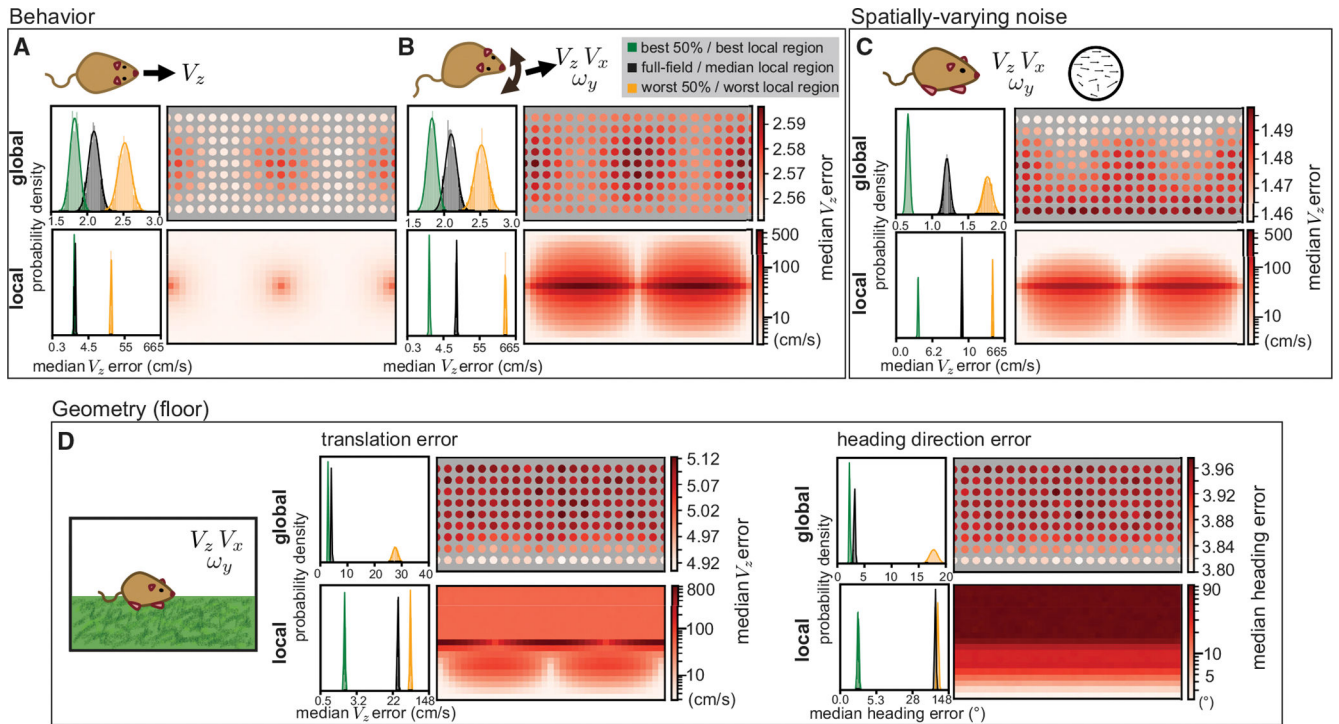 Behavior
Spatially-varying noise
A
V_z
B
V_z V_x
ω_y
best 50% / best local region
full-field / median local region
worst 50% / worst local region
C
V_z V_x
ω_y
global
local
probability density
1.5 2.0 2.5 3.0
0.3 4.5 55 665
median V_z error (cm/s)
1.5 2.0 2.5 3.0
0.3 4.5 55 665
median V_z error (cm/s)
2.59
2.58
2.57
2.56
500
100
10
(cm/s)
median V_z error
global
local
probability density
0.5 1.0 1.5 2.0
0.0 6.2 10 665
median V_z error (cm/s)
1.49
1.48
1.47
1.46
500
100
10
(cm/s)
median V_z error
Geometry (floor)
D
V_z V_x
ω_y
translation error
global
local
probability density
0 10 20 30 40
0.5 3.2 22 148
median V_z error (cm/s)
5.12
5.07
5.02
4.97
4.92
800
100
10
(cm/s)
median V_z error
heading direction error
global
local
probability density
0 5 10 15 20
0.0 5.3 28 148
median heading error (°)
3.96
3.92
3.88
3.84
3.80
90
10
5
(°)
median heading error